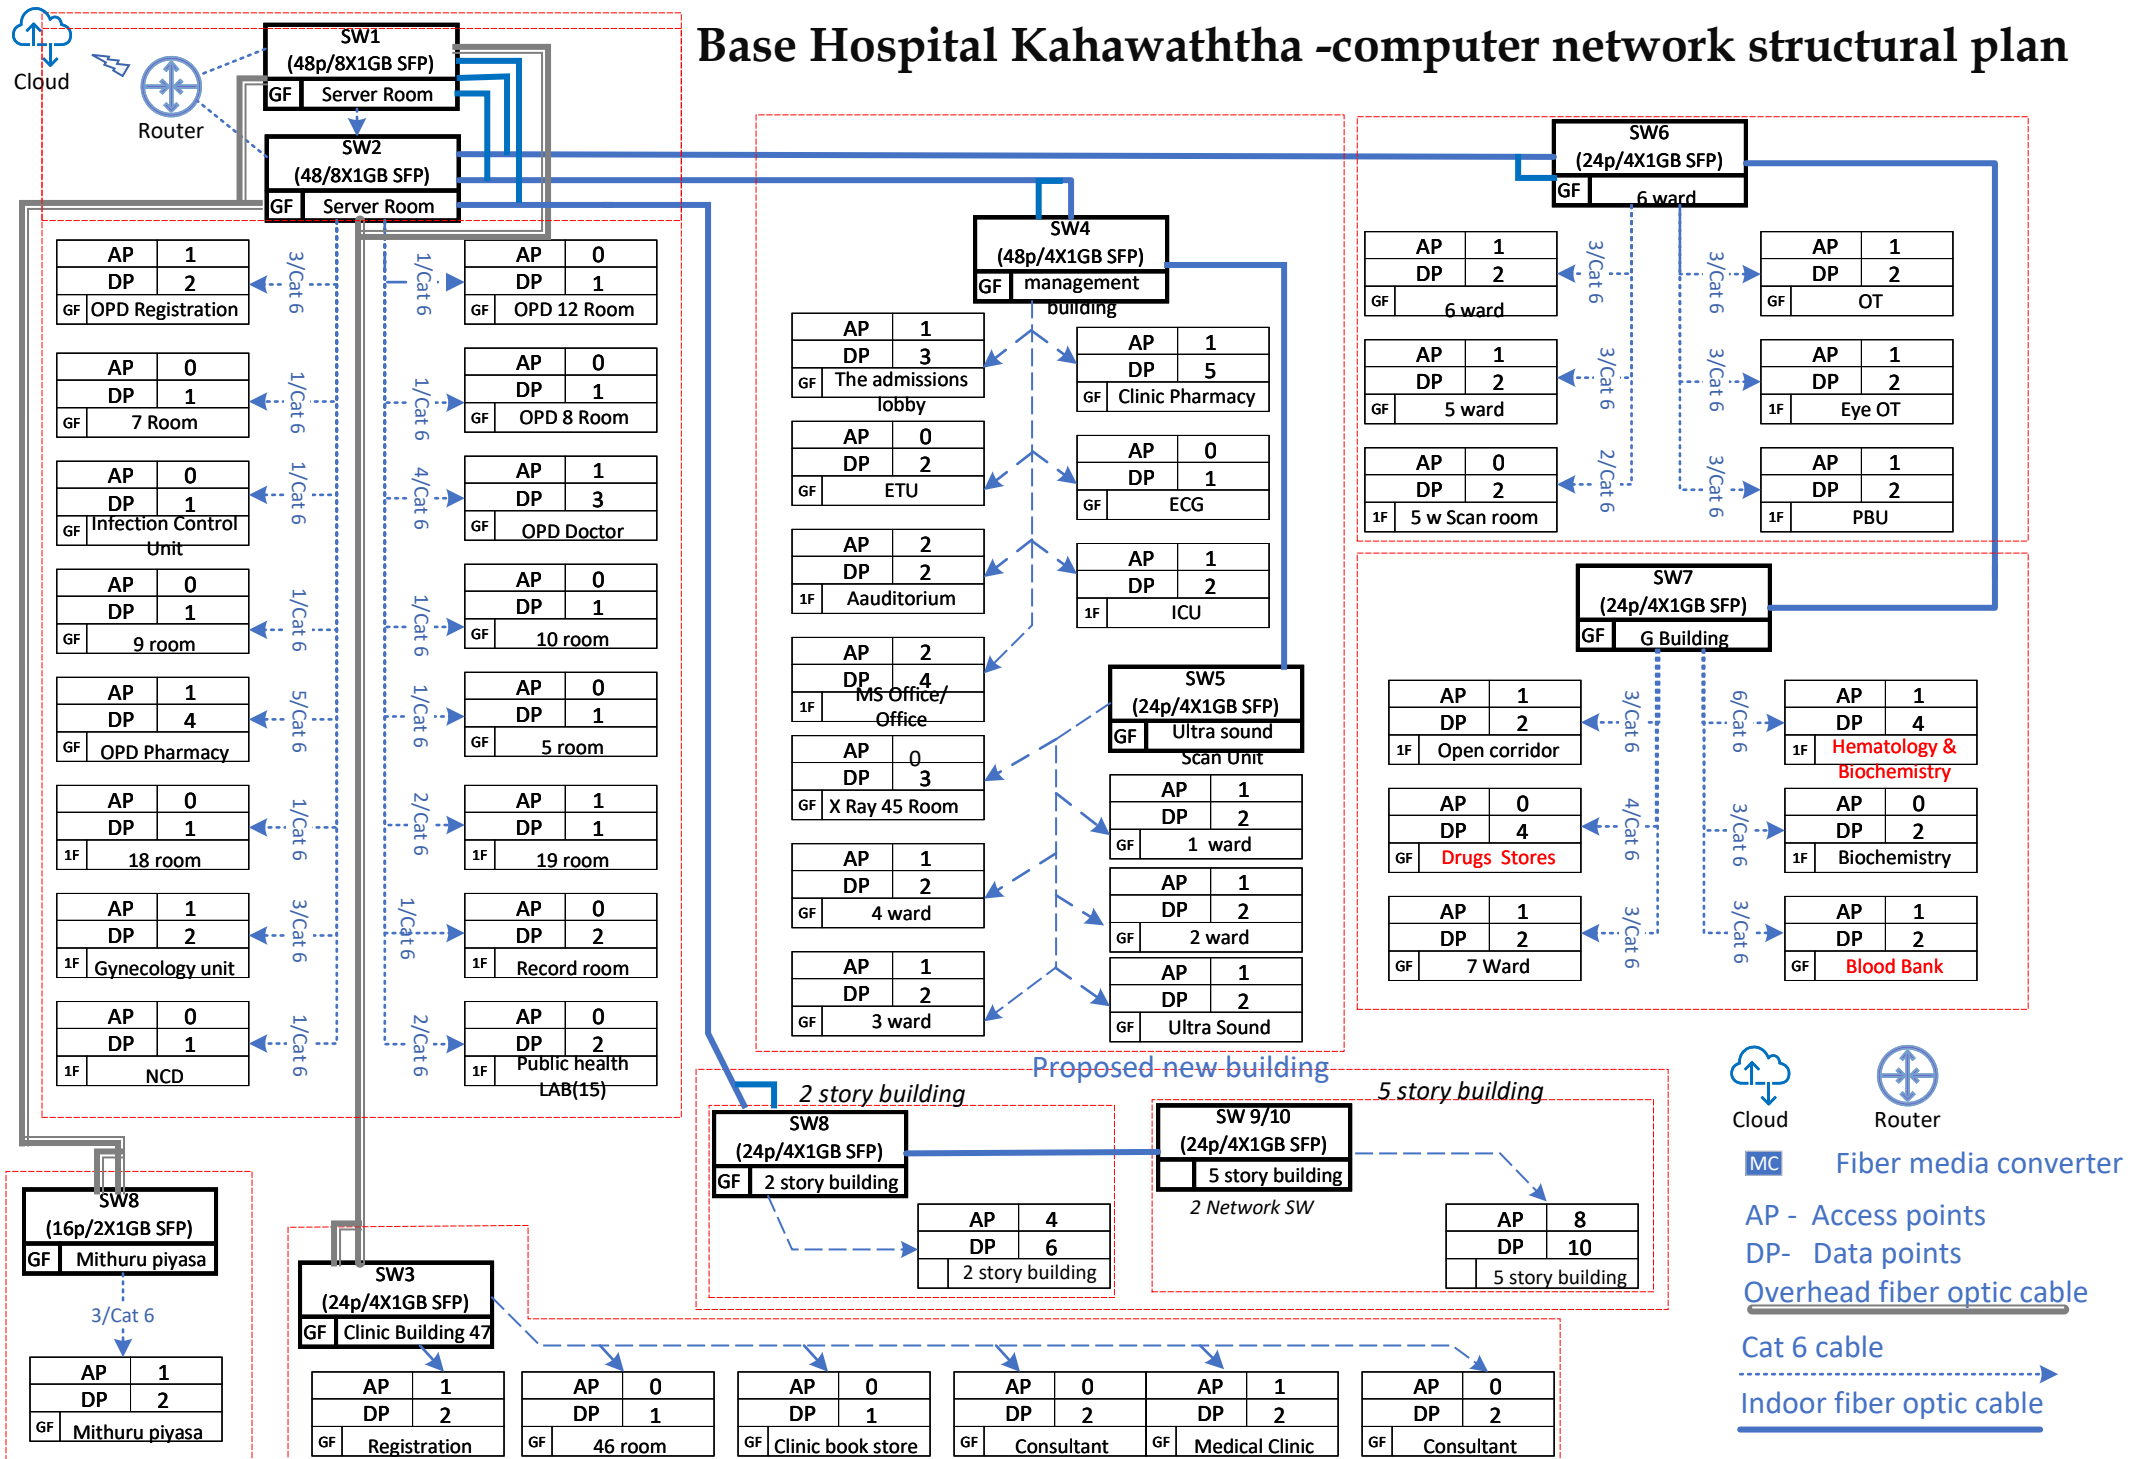 Base Hospital Kahawaththa -computer network structural plan
Cloud
Router
SW1
(48p/8X1GB SFP)
GF Server Room
SW2
(48/8X1GB SFP)
GF Server Room
AP 1
DP 2
GF OPD Registration
3/Cat 6
1/Cat 6
AP 0
DP 1
GF OPD 12 Room
AP 0
DP 1
GF 7 Room
1/Cat 6
1/Cat 6
AP 0
DP 1
GF OPD 8 Room
AP 0
DP 1
GF Infection Control
Unit
1/Cat 6
4/Cat 6
AP 1
DP 3
GF OPD Doctor
AP 0
DP 1
GF 9 room
1/Cat 6
1/Cat 6
AP 0
DP 1
GF 10 room
AP 1
DP 4
GF OPD Pharmacy
5/Cat 6
1/Cat 6
AP 0
DP 1
GF 5 room
AP 0
DP 1
1F 18 room
1/Cat 6
2/Cat 6
AP 1
DP 1
1F 19 room
AP 1
DP 2
1F Gynecology unit
3/Cat 6
1/Cat 6
AP 0
DP 2
1F Record room
AP 0
DP 1
1F NCD
1/Cat 6
2/Cat 6
AP 0
DP 2
1F Public health
LAB(15)
SW4
(48p/4X1GB SFP)
GF management
building
AP 1
DP 3
GF The admissions
lobby
AP 1
DP 5
GF Clinic Pharmacy
AP 0
DP 2
GF ETU
AP 0
DP 1
GF ECG
AP 2
DP 2
1F Aauditorium
AP 1
DP 2
1F ICU
AP 2
DP 4
1F MS Office/
Office
SW5
(24p/4X1GB SFP)
GF Ultra sound
Scan Unit
AP 0
DP 3
GF X Ray 45 Room
AP 1
DP 2
GF 1 ward
AP 1
DP 2
GF 4 ward
AP 1
DP 2
GF 2 ward
AP 1
DP 2
GF 3 ward
AP 1
DP 2
GF Ultra Sound
SW6
(24p/4X1GB SFP)
GF 6 ward
AP 1
DP 2
GF 6 ward
3/Cat 6
3/Cat 6
AP 1
DP 2
GF OT
AP 1
DP 2
GF 5 ward
3/Cat 6
3/Cat 6
AP 1
DP 2
1F Eye OT
AP 0
DP 2
1F 5 w Scan room
2/Cat 6
3/Cat 6
AP 1
DP 2
1F PBU
SW7
(24p/4X1GB SFP)
GF G Building
AP 1
DP 2
1F Open corridor
3/Cat 6
6/Cat 6
AP 1
DP 4
1F Hematology &
Biochemistry
AP 0
DP 4
GF Drugs Stores
4/Cat 6
3/Cat 6
AP 0
DP 2
1F Biochemistry
AP 1
DP 2
GF 7 Ward
3/Cat 6
3/Cat 6
AP 1
DP 2
GF Blood Bank
Proposed new building
2 story building
5 story building
SW8
(24p/4X1GB SFP)
GF 2 story building
SW 9/10
(24p/4X1GB SFP)
5 story building
2 Network SW
AP 4
DP 6
2 story building
AP 8
DP 10
5 story building
SW8
(16p/2X1GB SFP)
GF Mithuru piyasa
3/Cat 6
AP 1
DP 2
GF Mithuru piyasa
SW3
(24p/4X1GB SFP)
GF Clinic Building 47
AP 1
DP 2
GF Registration
AP 0
DP 1
GF 46 room
AP 0
DP 1
GF Clinic book store
AP 0
DP 2
GF Consultant
AP 1
DP 2
GF Medical Clinic
AP 0
DP 2
GF Consultant
Cloud
Router
MC Fiber media converter
AP - Access points
DP- Data points
Overhead fiber optic cable
Cat 6 cable
Indoor fiber optic cable